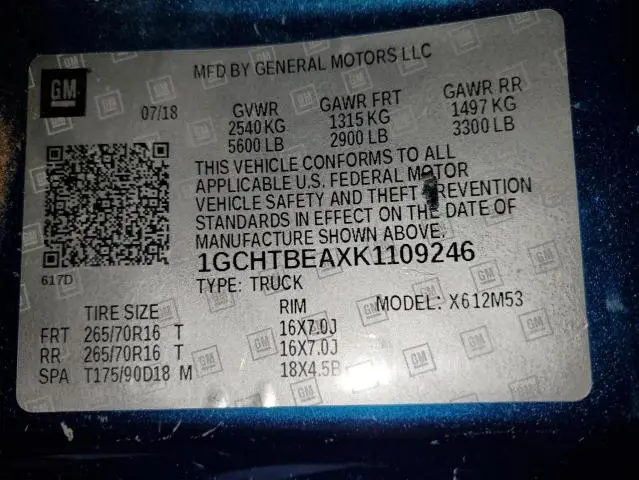 GM
MFD BY GENERAL MOTORS LLC
07/18
GVWR GAWR FRT GAWR RR
2540 KG 1315 KG 1497 KG
5600 LB 2900 LB 3300 LB
THIS VEHICLE CONFORMS TO ALL
APPLICABLE U.S. FEDERAL MOTOR
VEHICLE SAFETY AND THEFT PREVENTION
STANDARDS IN EFFECT ON THE DATE OF
MANUFACTURE SHOWN ABOVE.
617D
1GCHTBEAXK1109246
TYPE: TRUCK MODEL: X612M53
TIRE SIZE RIM
FRT 265/70R16 T 16X7.0J
RR 265/70R16 T 16X7.0J
SPA T175/90D18 M 18X4.5B